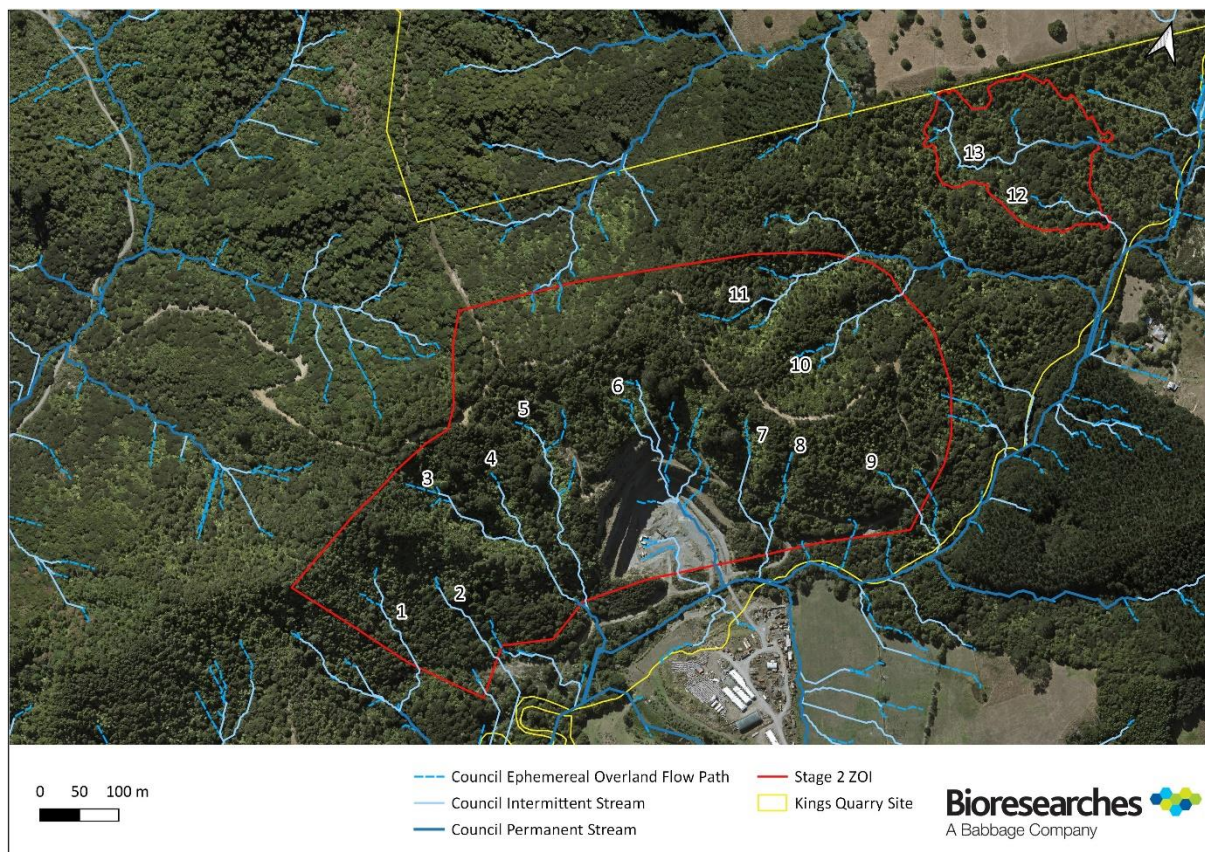 13
12
11
10
6
5
7
8
4
9
3
2
1
0 50 100 m
Council Ephemereal Overland Flow Path
Council Intermittent Stream
Council Permanent Stream
Stage 2 ZOI
Kings Quarry Site
Bioresearches
A Babbage Company